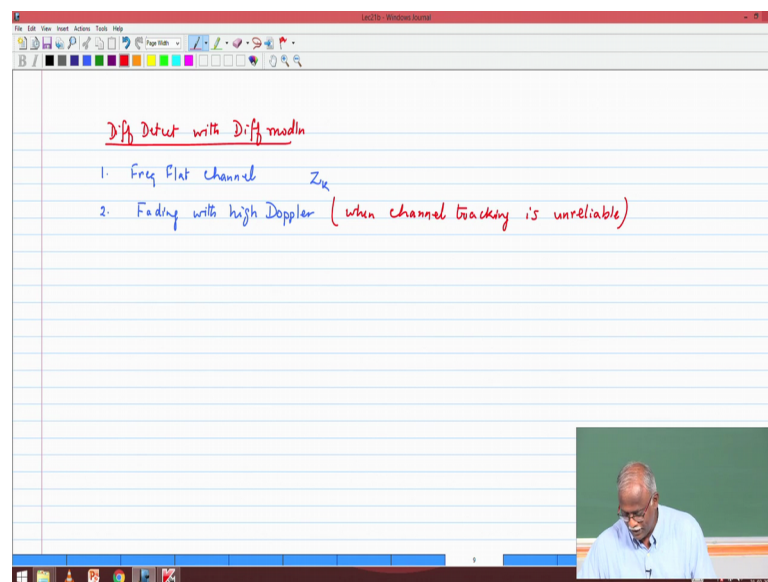 Lec21b - Windows Journal
File Edit View Insert Actions Tools Help
Page Width
B I
Diff Detect with Diff modln
1. Freq Flat channel Zk
2. Fading with high Doppler (when channel tracking is unreliable)
9